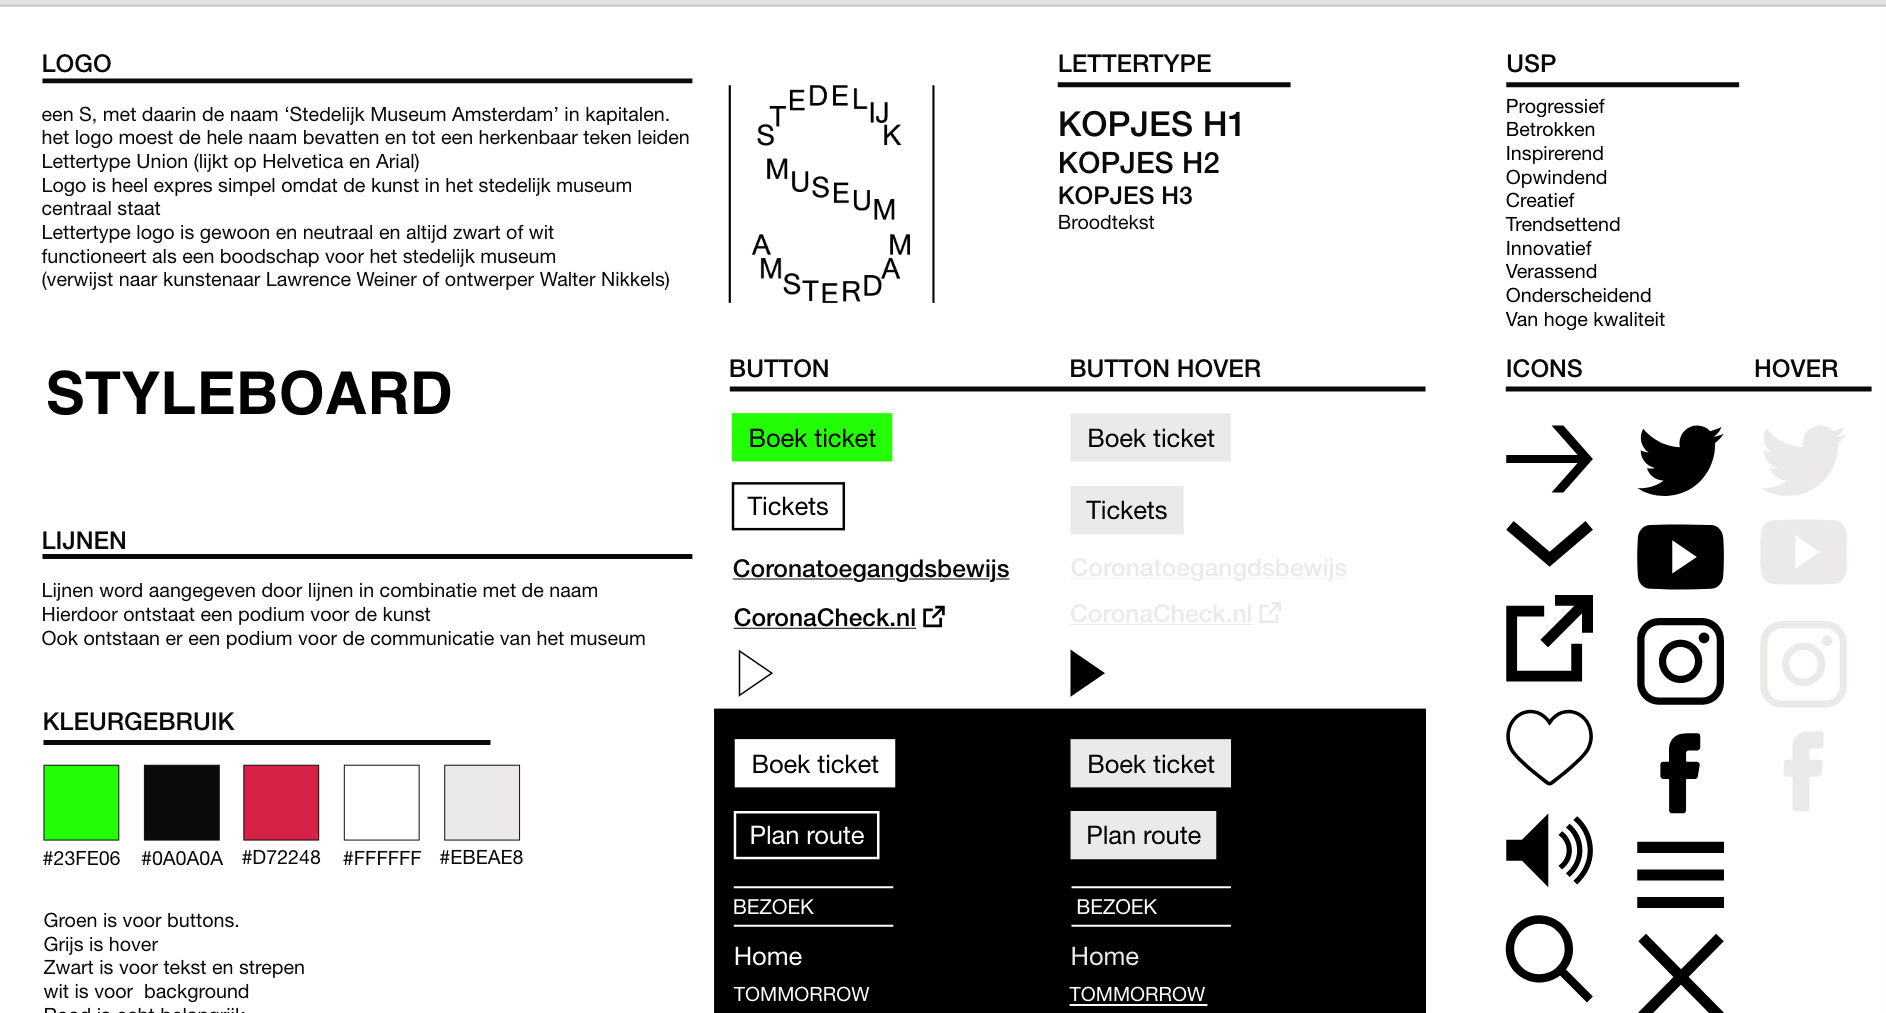 LOGO
een S, met daarin de naam ‘Stedelijk Museum Amsterdam’ in kapitalen.
het logo moest de hele naam bevatten en tot een herkenbaar teken leiden
Lettertype Union (lijkt op Helvetica en Arial)
Logo is heel expres simpel omdat de kunst in het stedelijk museum
centraal staat
Lettertype logo is gewoon en neutraal en altijd zwart of wit
functioneert als een boodschap voor het stedelijk museum
(verwijst naar kunstenaar Lawrence Weiner of ontwerper Walter Nikkels)
STEDELIJK
MUSEUM
AMSTERDAM
LETTERTYPE
KOPJES H1
KOPJES H2
KOPJES H3
Broodtekst
USP
Progressief
Betrokken
Inspirerend
Opwindend
Creatief
Trendsettend
Innovatief
Verassend
Onderscheidend
Van hoge kwaliteit
STYLEBOARD
LIJNEN
Lijnen word aangegeven door lijnen in combinatie met de naam
Hierdoor ontstaat een podium voor de kunst
Ook ontstaan er een podium voor de communicatie van het museum
KLEURGEBRUIK
#23FE06 #0A0A0A #D72248 #FFFFFF #EBEAE8
Groen is voor buttons.
Grijs is hover
Zwart is voor tekst en strepen
wit is voor background
Rood is echt belangrijk
BUTTON
Boek ticket
Tickets
Coronatoegangdsbewijs
CoronaCheck.nl
Boek ticket
Plan route
BEZOEK
Home
TOMMORROW
BUTTON HOVER
Boek ticket
Tickets
Coronatoegangdsbewijs
CoronaCheck.nl
Boek ticket
Plan route
BEZOEK
Home
TOMMORROW
ICONS
HOVER